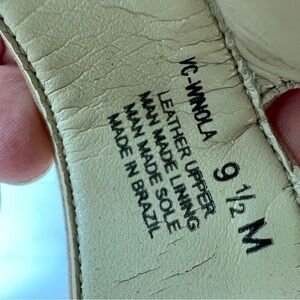 VC-WINOLA 9 1/2 M
LEATHER UPPER
MAN MADE LINING
MAN MADE SOLE
MADE IN BRAZIL